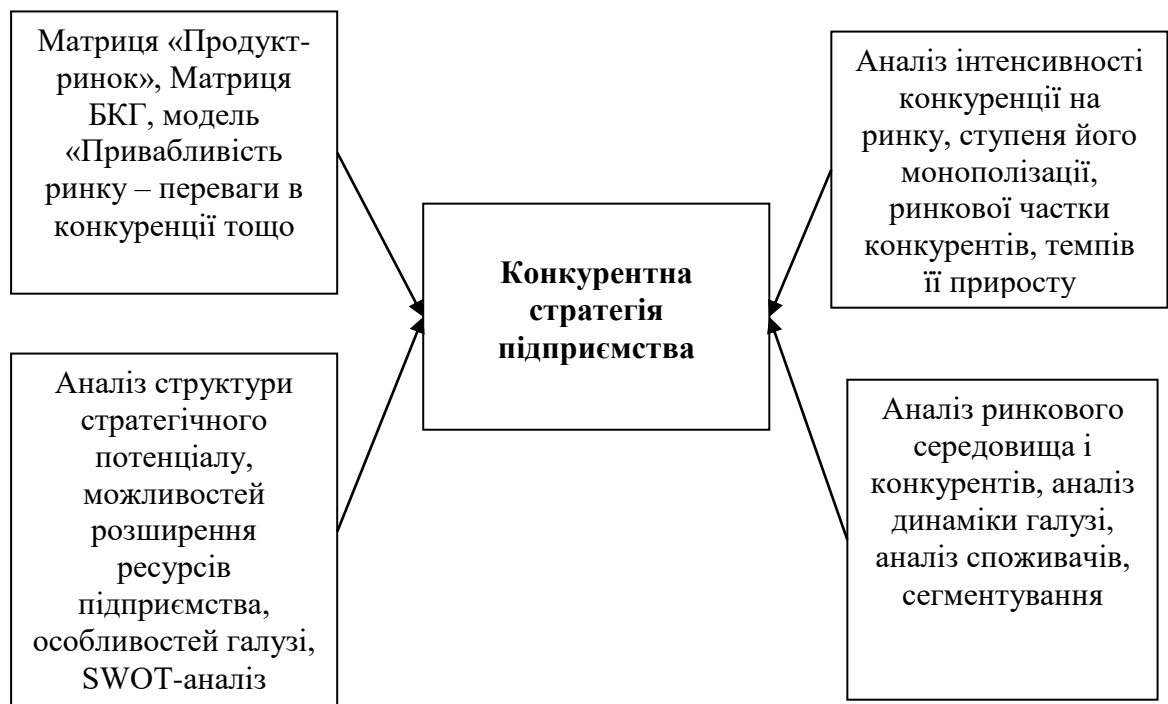 Матриця «Продукт-
ринок», Матриця
БКГ, модель
«Привабливість
ринку – переваги в
конкуренції тощо
Аналіз інтенсивності
конкуренції на
ринку, ступеня його
монополізації,
ринкової частки
конкурентів, темпів
її приросту
Конкурентна
стратегія
підприємства
Аналіз структури
стратегічного
потенціалу,
можливостей
розширення
ресурсів
підприємства,
особливостей галузі,
SWOT-аналіз
Аналіз ринкового
середовища і
конкурентів, аналіз
динаміки галузі,
аналіз споживачів,
сегментування